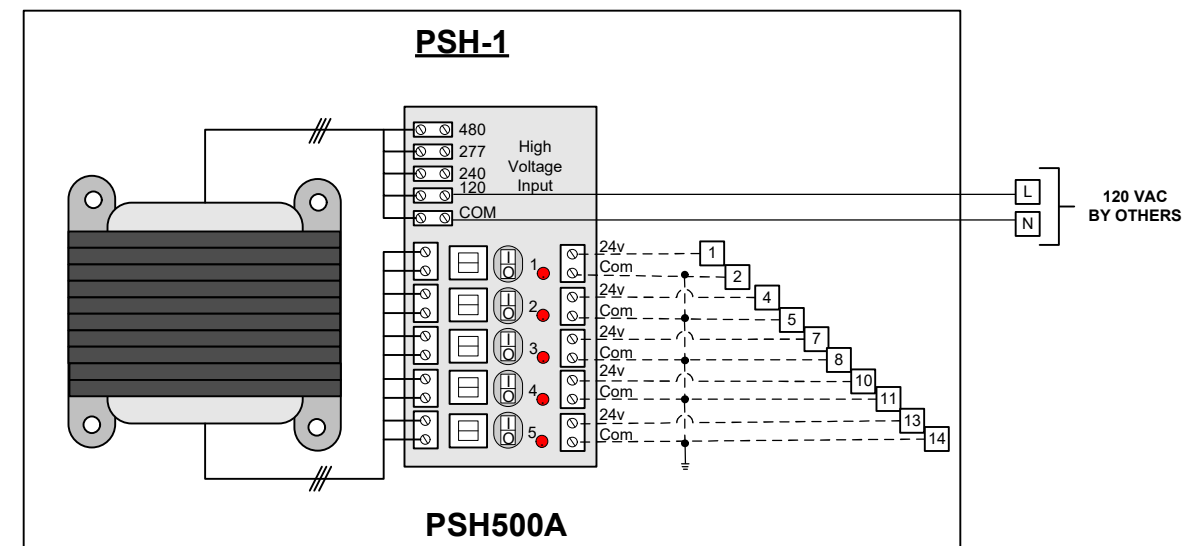 PSH-1
480
277
240
120
COM
High
Voltage
Input
L
N
120 VAC
BY OTHERS
1
24v
Com
1
2
2
24v
Com
4
5
3
24v
Com
7
8
4
24v
Com
10
11
5
24v
Com
13
14
I
O
I
O
I
O
I
O
I
O
PSH500A